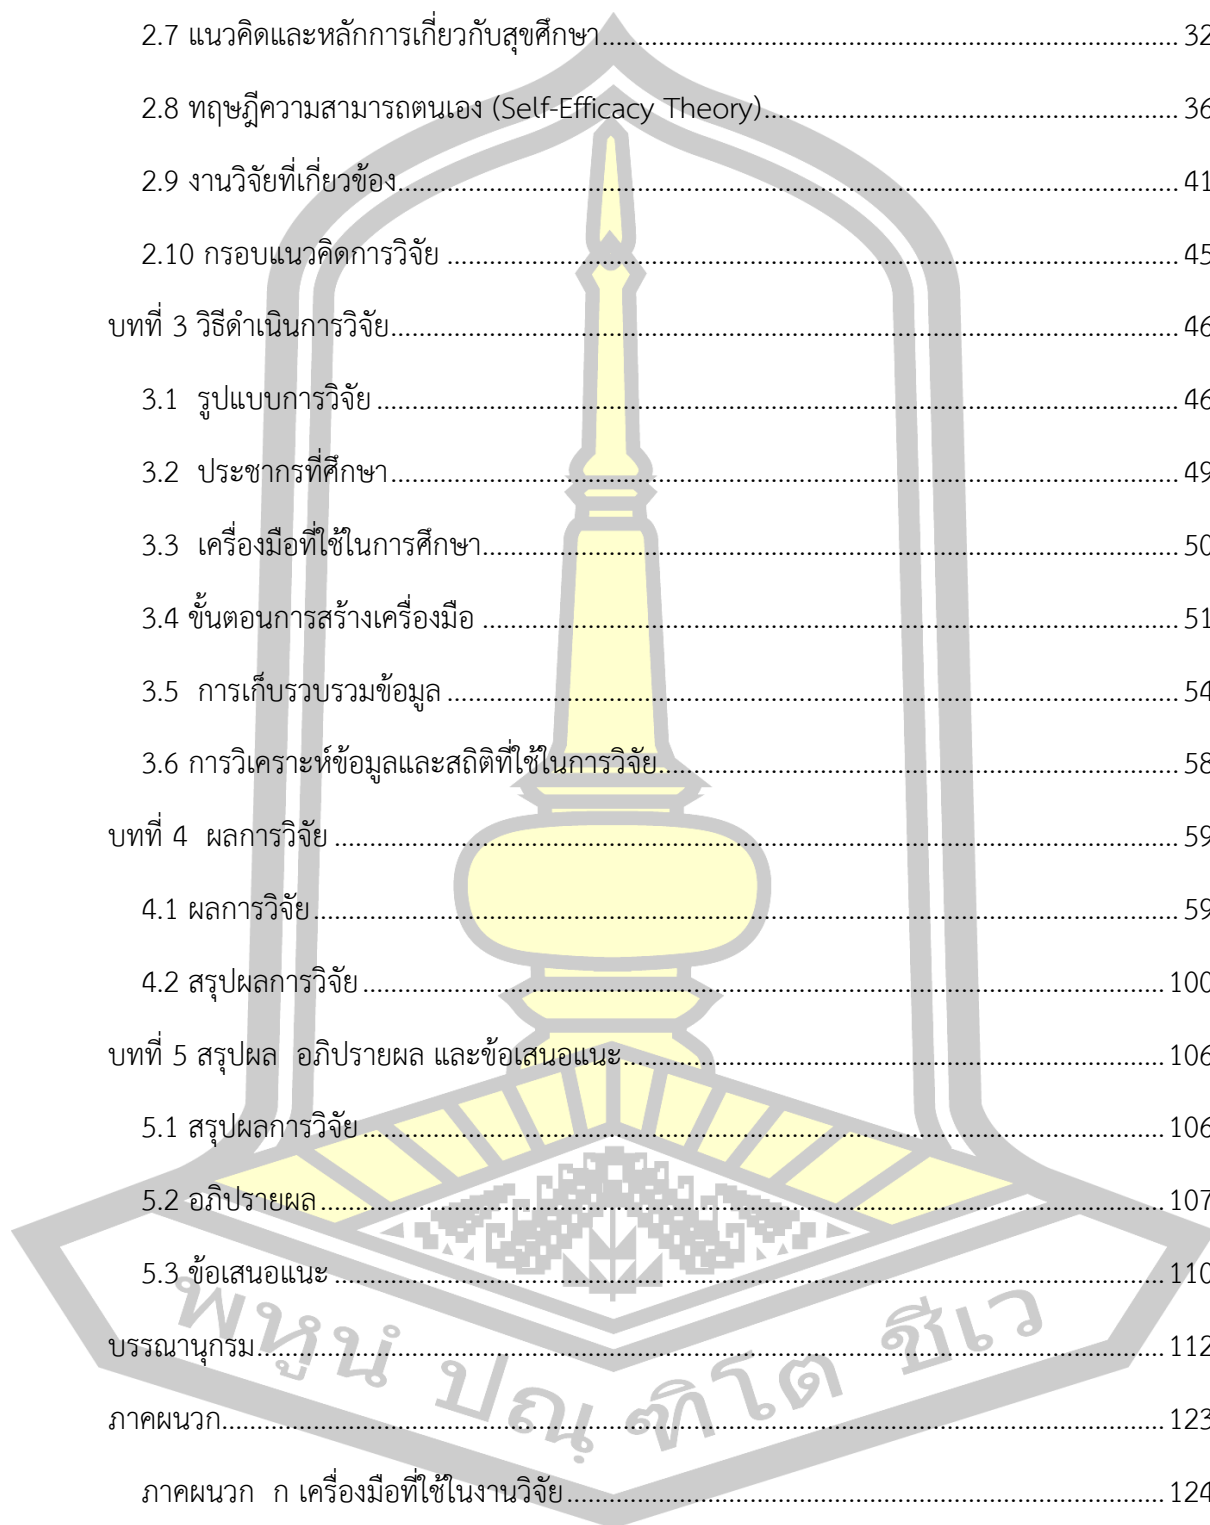 2.7 แนวคิดและหลักการเกี่ยวกับสุขศึกษา.......................................................................... 32
2.8 ทฤษฎีความสามารถตนเอง (Self-Efficacy Theory)..................................................... 36
2.9 งานวิจัยที่เกี่ยวข้อง.................................................................................................... 41
2.10 กรอบแนวคิดการวิจัย .............................................................................................. 45
บทที่ 3 วิธีดำเนินการวิจัย..................................................................................................... 46
3.1 รูปแบบการวิจัย ....................................................................................................... 46
3.2 ประชากรที่ศึกษา..................................................................................................... 49
3.3 เครื่องมือที่ใช้ในการศึกษา......................................................................................... 50
3.4 ขั้นตอนการสร้างเครื่องมือ ......................................................................................... 51
3.5 การเก็บรวบรวมข้อมูล .............................................................................................. 54
3.6 การวิเคราะห์ข้อมูลและสถิติที่ใช้ในการวิจัย.................................................................. 58
บทที่ 4 ผลการวิจัย ............................................................................................................. 59
4.1 ผลการวิจัย............................................................................................................... 59
4.2 สรุปผลการวิจัย ........................................................................................................ 100
บทที่ 5 สรุปผล อภิปรายผล และข้อเสนอแนะ....................................................................... 106
5.1 สรุปผลการวิจัย ........................................................................................................ 106
5.2 อภิปรายผล .............................................................................................................. 107
5.3 ข้อเสนอแนะ ............................................................................................................ 110
บรรณานุกรม....................................................................................................................... 112
ภาคผนวก........................................................................................................................... 123
ภาคผนวก ก เครื่องมือที่ใช้ในงานวิจัย............................................................................... 124
พหูนํ ปณฺฑิโต ชีเว